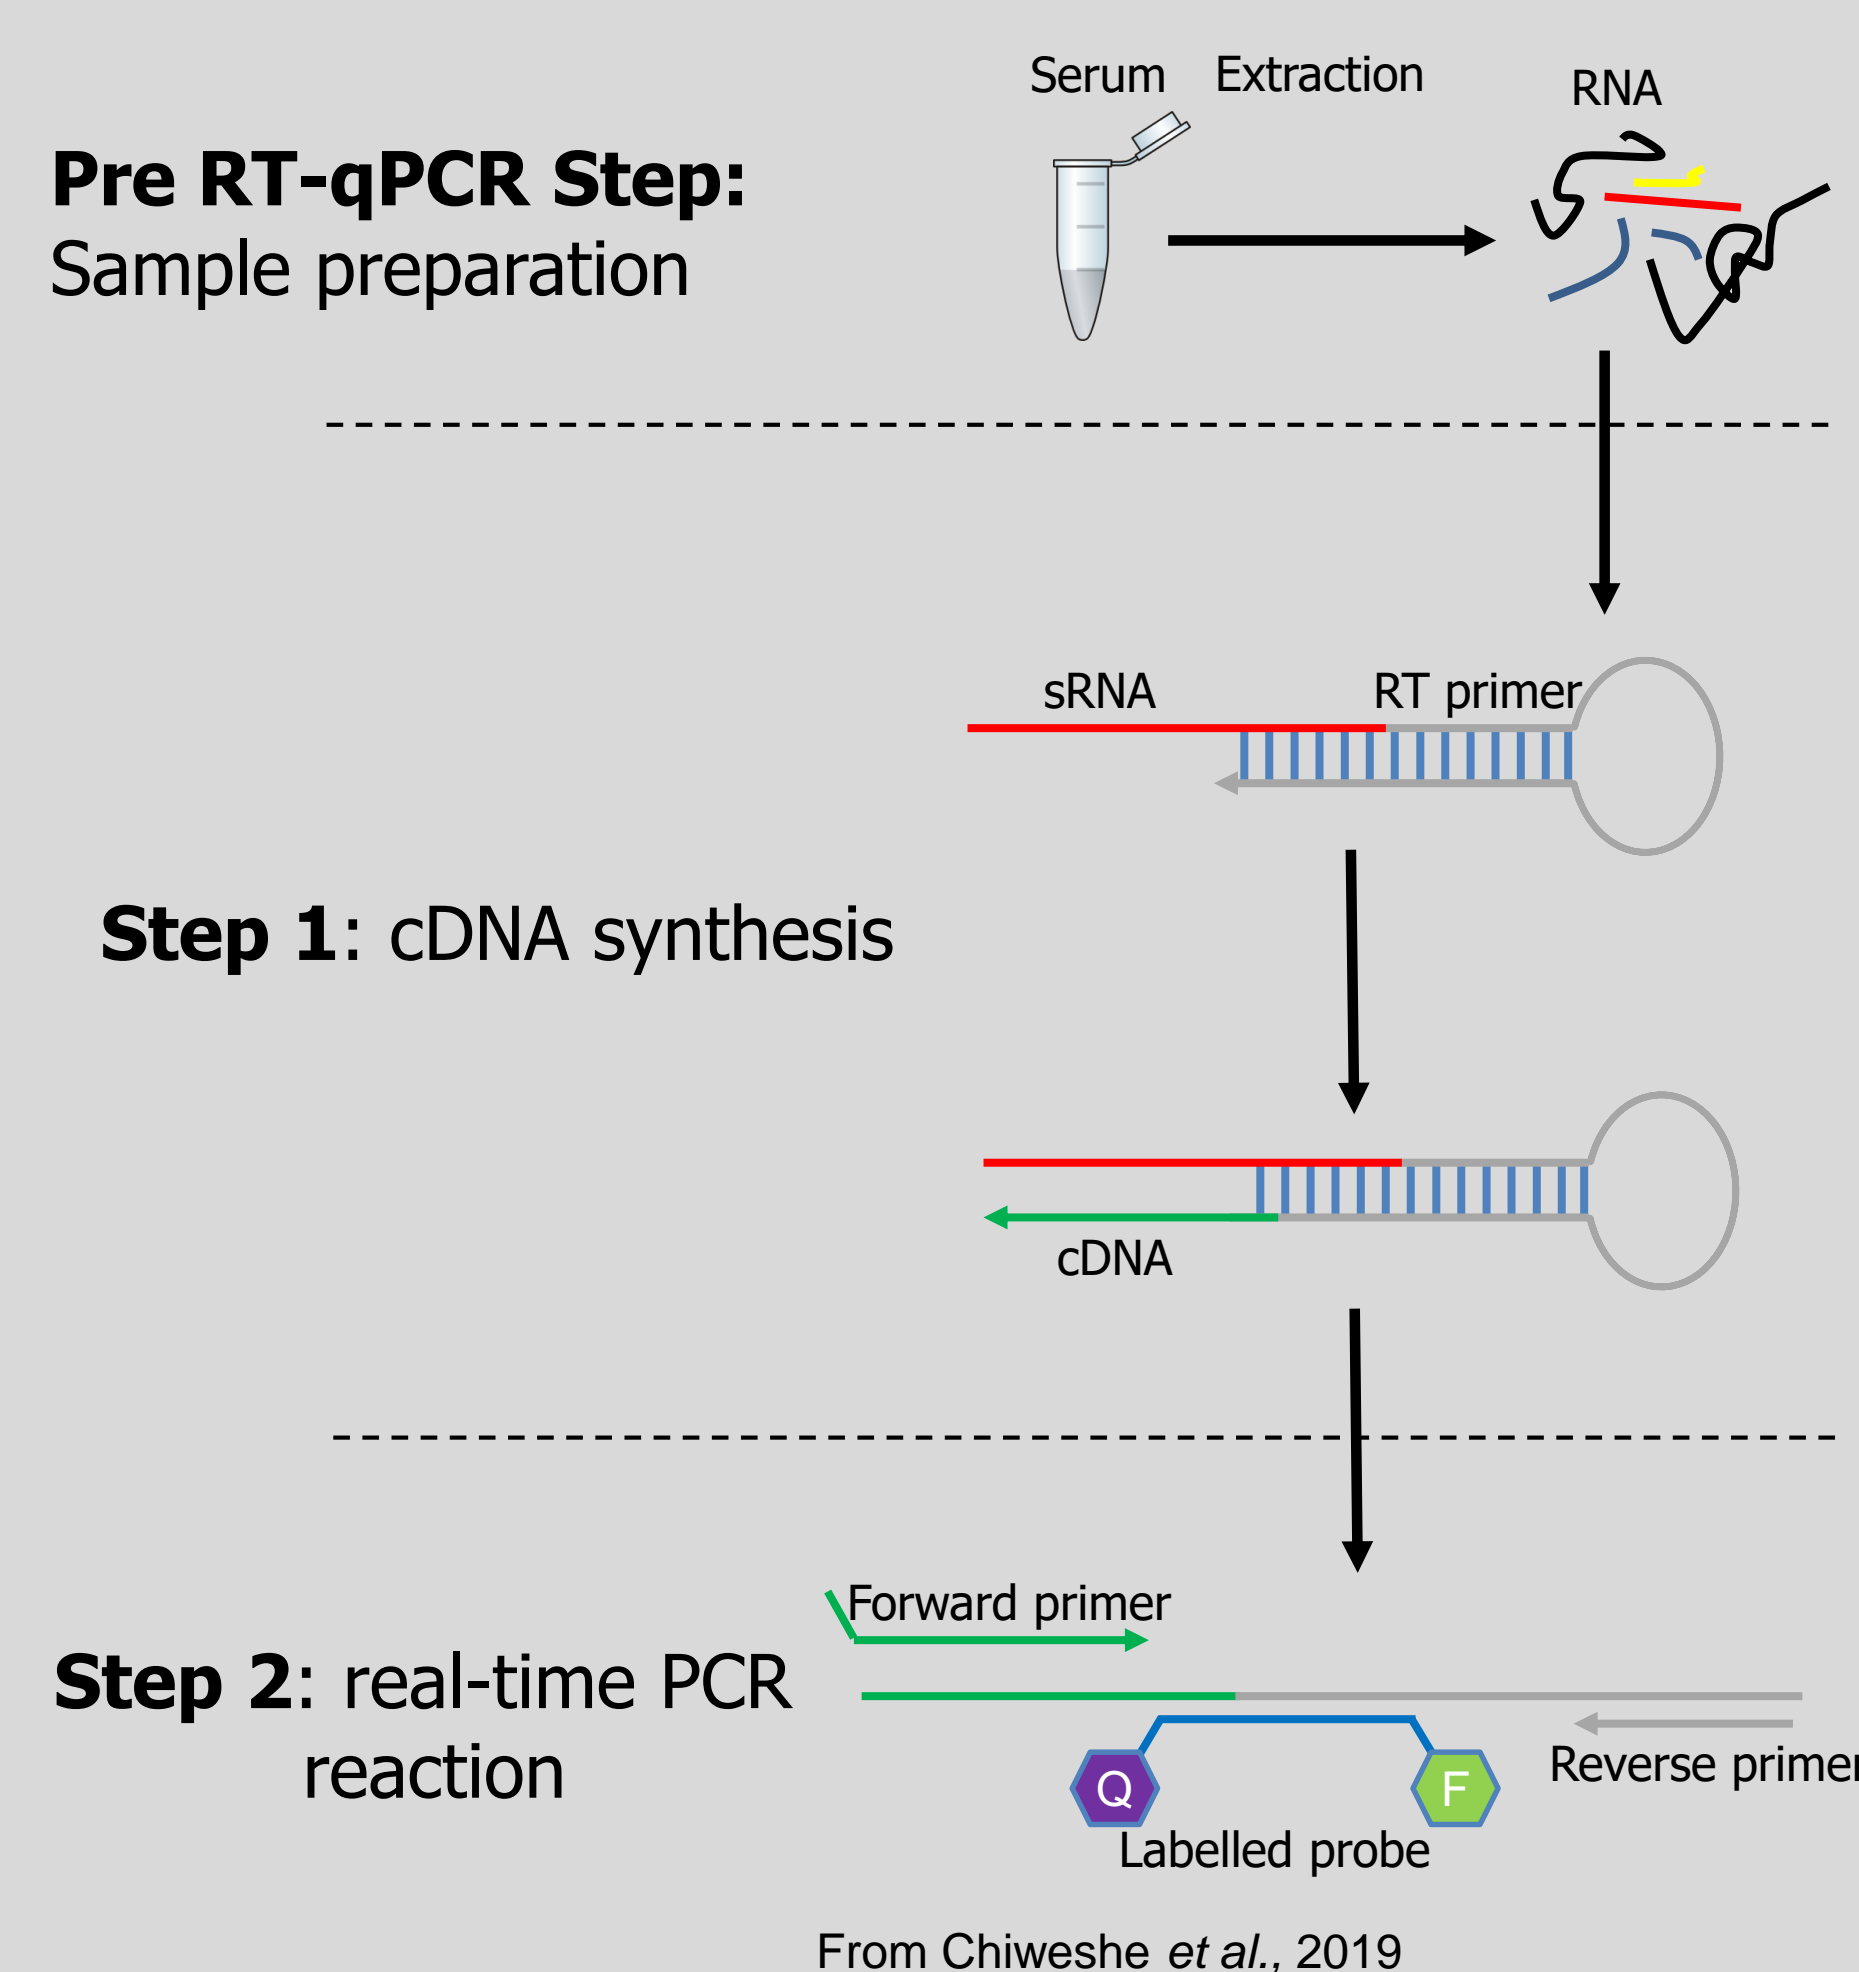 Serum
Extraction
RNA
Pre RT-qPCR Step:
Sample preparation
sRNA
RT primer
Step 1: cDNA synthesis
cDNA
Forward primer
Step 2: real-time PCR
reaction
Q
F
Reverse primer
Labelled probe
From Chiweshe et al., 2019